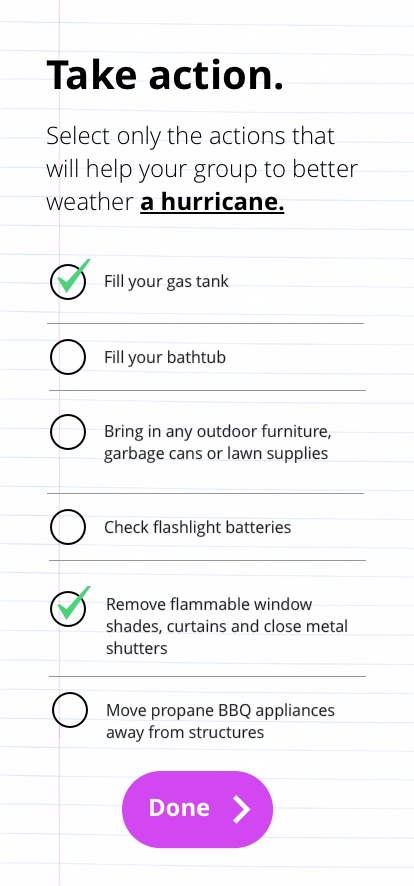 Take action.
Select only the actions that
will help your group to better
weather a hurricane.
Fill your gas tank
Fill your bathtub
Bring in any outdoor furniture,
garbage cans or lawn supplies
Check flashlight batteries
Remove flammable window
shades, curtains and close metal
shutters
Move propane BBQ appliances
away from structures
Done